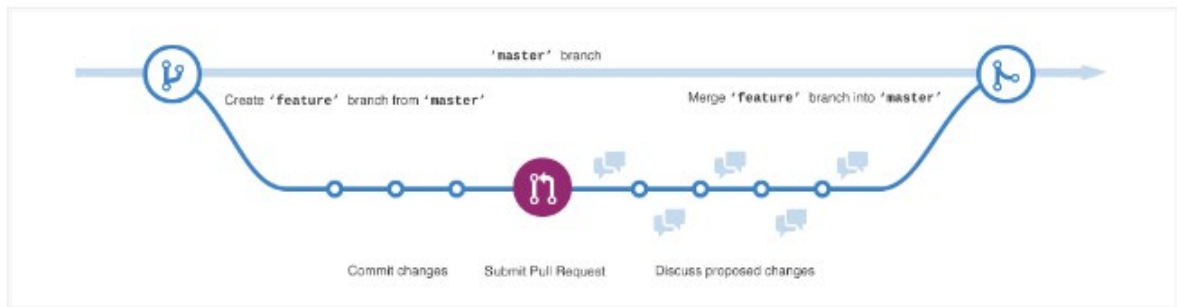 'master' branch
Create 'feature' branch from 'master'
Merge 'feature' branch into 'master'
Commit changes
Submit Pull Request
Discuss proposed changes